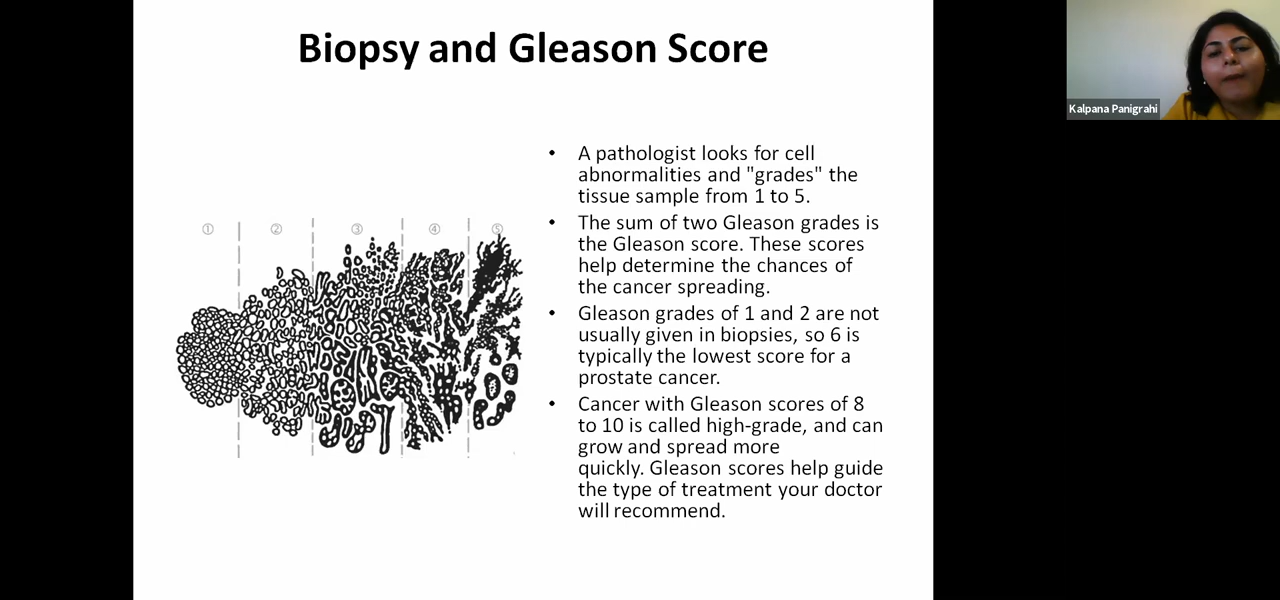 Biopsy and Gleason Score
Kalpana Panigrahi
① ② ③ ④ ⑤
• A pathologist looks for cell
abnormalities and "grades" the
tissue sample from 1 to 5.
• The sum of two Gleason grades is
the Gleason score. These scores
help determine the chances of
the cancer spreading.
• Gleason grades of 1 and 2 are not
usually given in biopsies, so 6 is
typically the lowest score for a
prostate cancer.
• Cancer with Gleason scores of 8
to 10 is called high-grade, and can
grow and spread more
quickly. Gleason scores help guide
the type of treatment your doctor
will recommend.